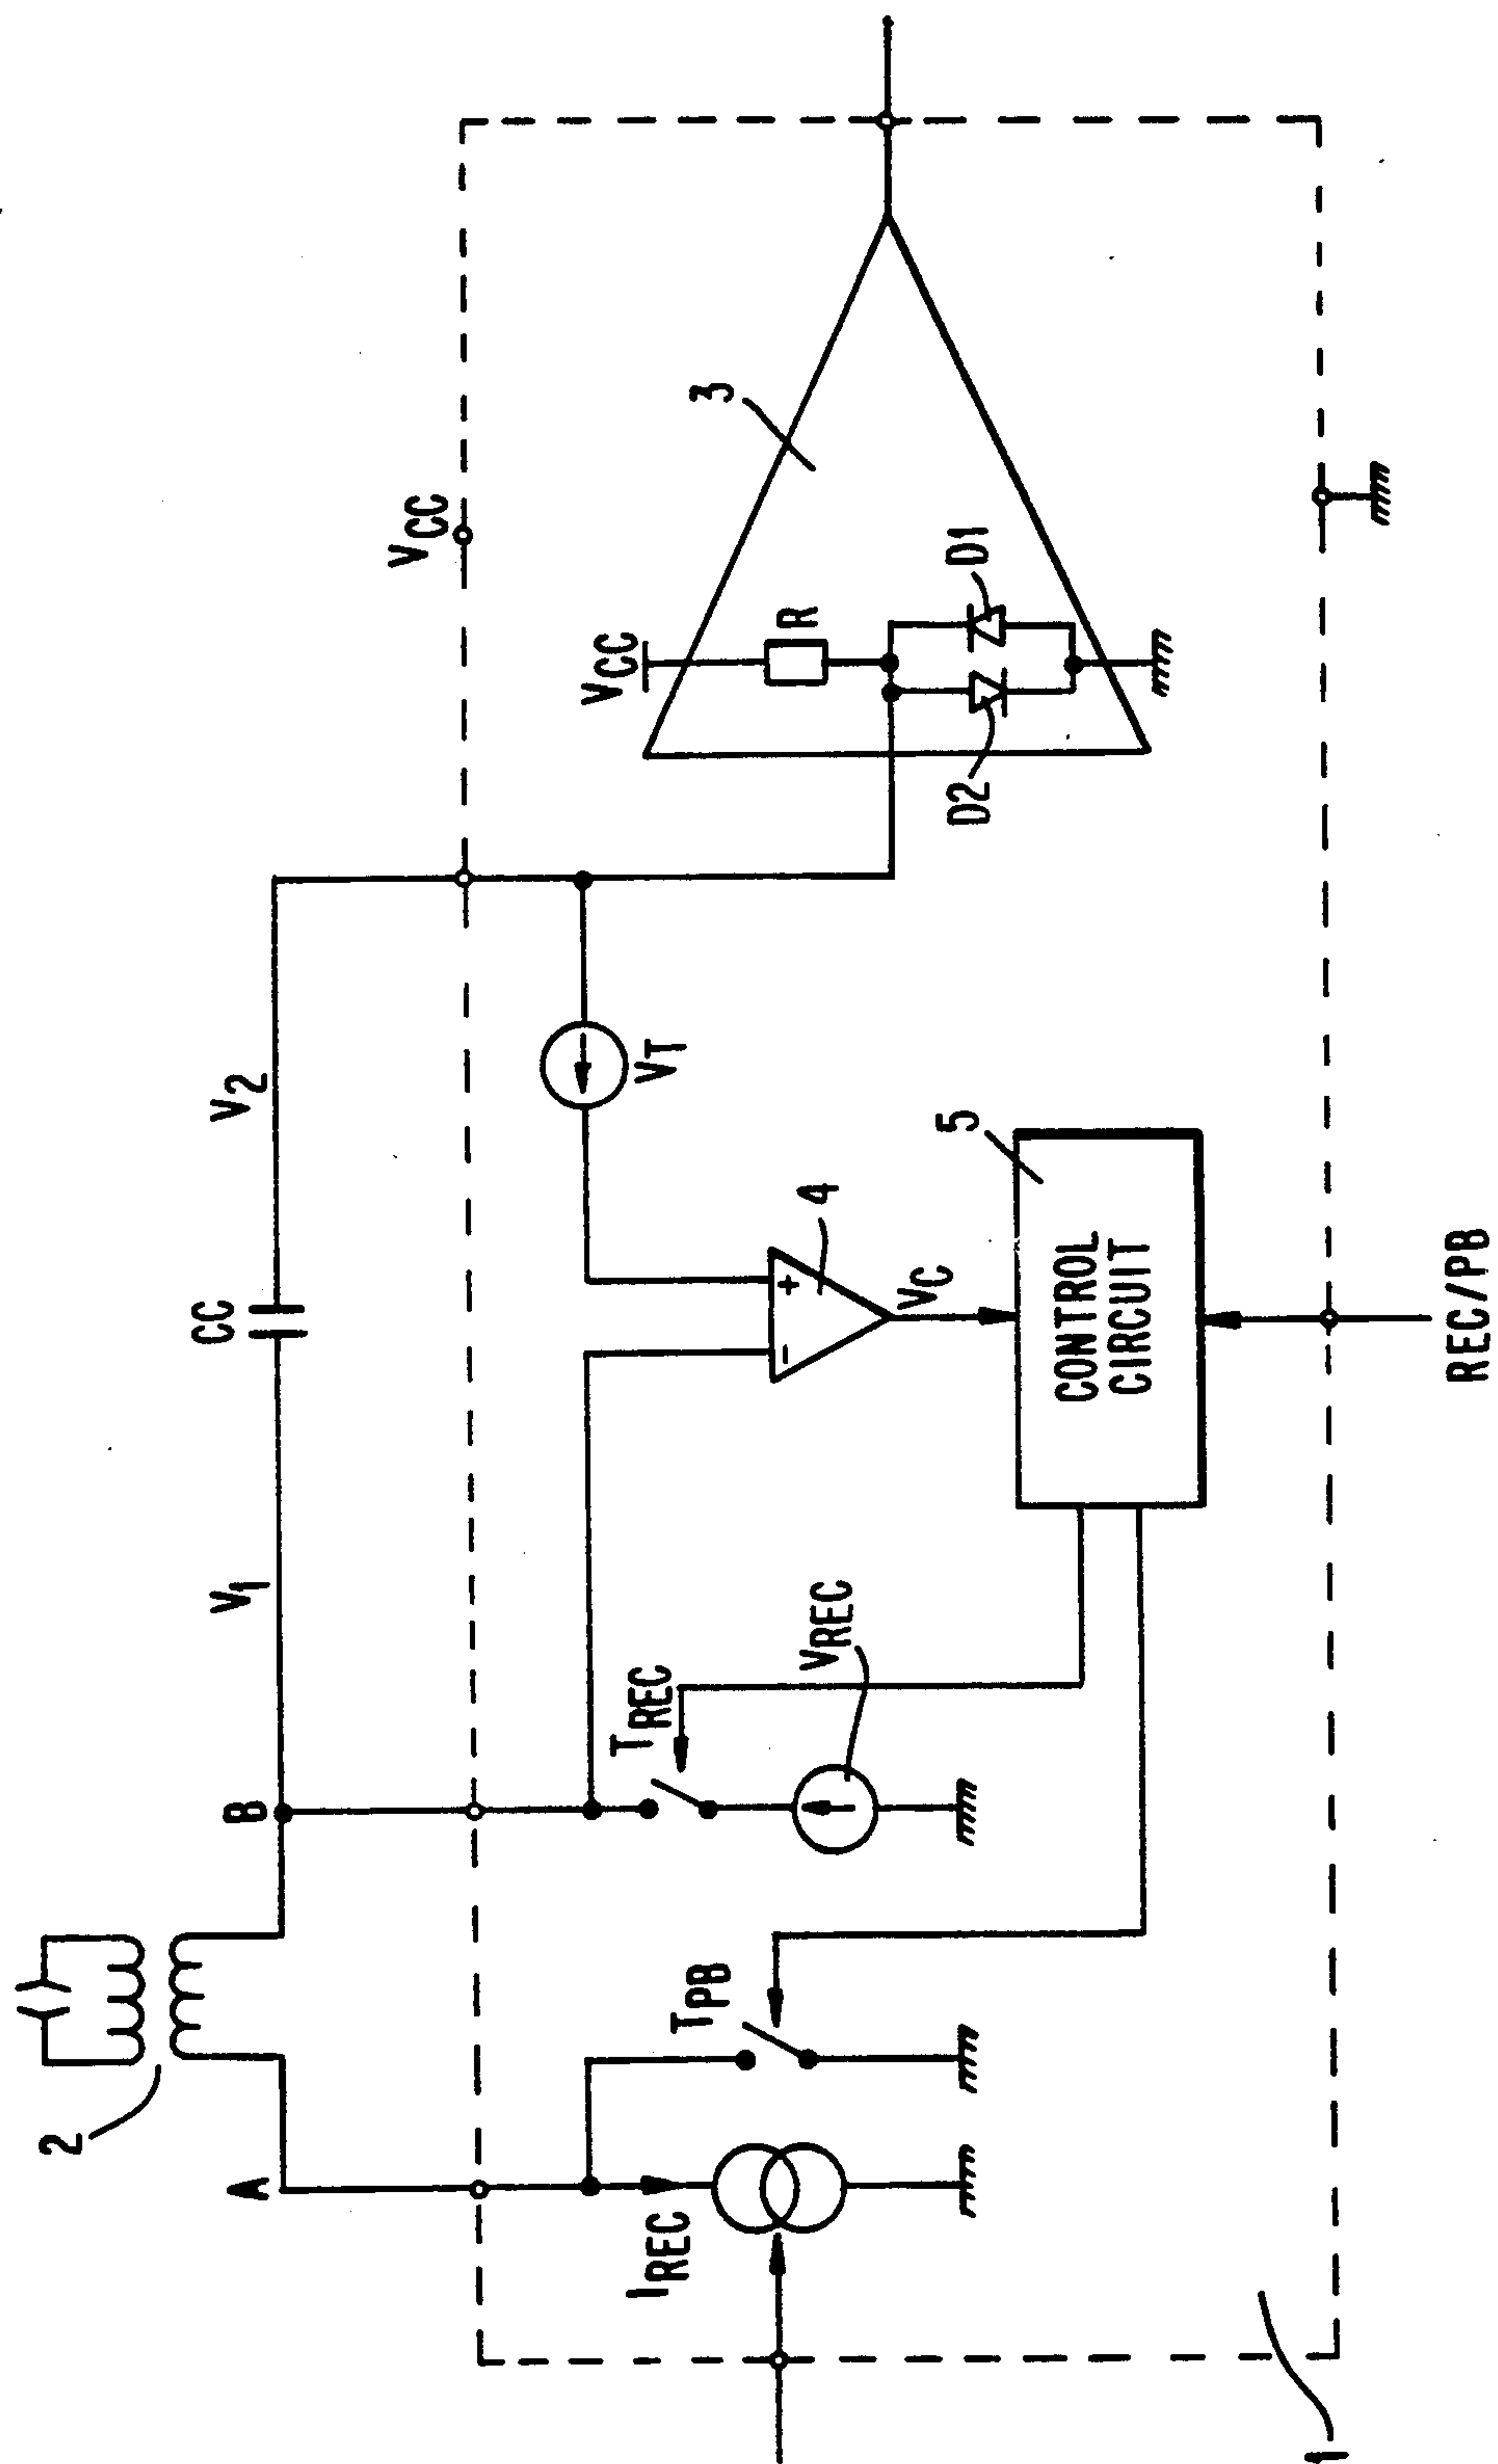 2
A
B
V1
CC
V2
VCC
IREC
TPB
TREC
VREC
4
VC
VT
5
CONTROL
CIRCUIT
REC/PB
3
VCC
R
D1
D2
1
+
−